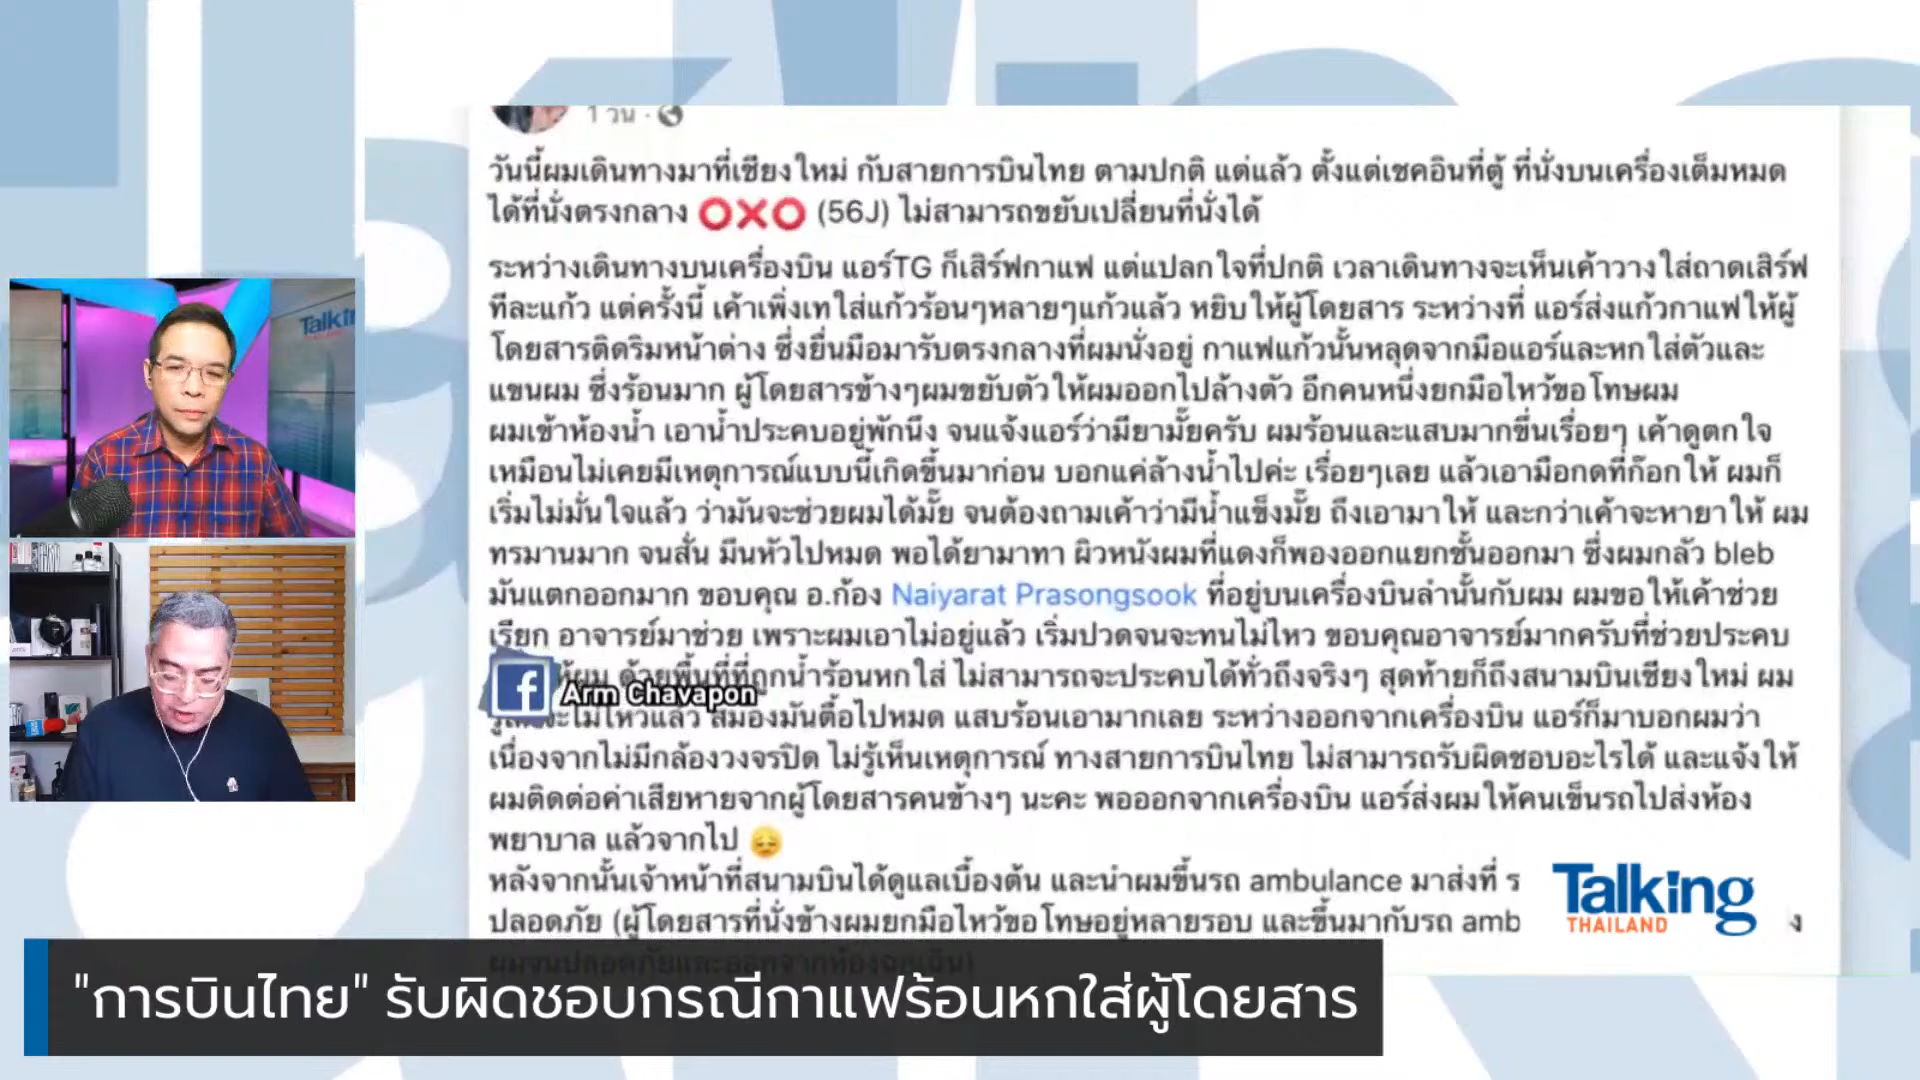 1 วัน
วันนี้ผมเดินทางมาที่เชียงใหม่ กับสายการบินไทย ตามปกติ แต่แล้ว ตั้งแต่เชคอินที่ตู้ ที่นั่งบนเครื่องเต็มหมด
ได้ที่นั่งตรงกลาง ⭕❌⭕ (56J) ไม่สามารถขยับเปลี่ยนที่นั่งได้
ระหว่างเดินทางบนเครื่องบิน แอร์TG ก็เสิร์ฟกาแฟ แต่แปลกใจที่ปกติ เวลาเดินทางจะเห็นเค้าวางใส่ถาดเสิร์ฟ
ทีละแก้ว แต่ครั้งนี้ เค้าเพิ่งเทใส่แก้วร้อนๆหลายๆแก้วแล้ว หยิบให้ผู้โดยสาร ระหว่างที่ แอร์ส่งแก้วกาแฟให้ผู้
โดยสารติดริมหน้าต่าง ซึ่งยื่นมือมารับตรงกลางที่ผมนั่งอยู่ กาแฟแก้วนั้นหลุดจากมือแอร์และหกใส่ตัวและ
แขนผม ซึ่งร้อนมาก ผู้โดยสารข้างๆผมขยับตัวให้ผมออกไปล้างตัว อีกคนหนึ่งยกมือไหว้ขอโทษผม
ผมเข้าห้องน้ำ เอาน้ำประคบอยู่พักนึง จนแจ้งแอร์ว่ามียามั้ยครับ ผมร้อนและแสบมากขึ่นเรื่อยๆ เค้าดูตกใจ
เหมือนไม่เคยมีเหตุการณ์แบบนี้เกิดขึ้นมาก่อน บอกแค่ล้างน้ำไปค่ะ เรื่อยๆเลย แล้วเอามือกดที่ก๊อกให้ ผมก็
เริ่มไม่มั่นใจแล้ว ว่ามันจะช่วยผมได้มั๊ย จนต้องถามเค้าว่ามีน้ำแข็งมั๊ย ถึงเอามาให้ และกว่าเค้าจะหายาให้ ผม
ทรมานมาก จนสั่น มึนหัวไปหมด พอได้ยามาทา ผิวหนังผมที่แดงก็พองออกแยกชั้นออกมา ซึ่งผมกลัว bleb
มันแตกออกมาก ขอบคุณ อ.ก้อง Naiyarat Prasongsook ที่อยู่บนเครื่องบินลำนั้นกับผม ผมขอให้เค้าช่วย
เรียก อาจารย์มาช่วย เพราะผมเอาไม่อยู่แล้ว เริ่มปวดจนจะทนไม่ไหว ขอบคุณอาจารย์มากครับที่ช่วยประคบ
ให้ผม ด้วยพื้นที่ที่ถูกน้ำร้อนหกใส่ ไม่สามารถจะประคบได้ทั่วถึงจริงๆ สุดท้ายก็ถึงสนามบินเชียงใหม่ ผม
จะไม่ไหวแล้ว สมองมันตื้อไปหมด แสบร้อนเอามากเลย ระหว่างออกจากเครื่องบิน แอร์ก็มาบอกผมว่า
เนื่องจากไม่มีกล้องวงจรปิด ไม่รู้เห็นเหตุการณ์ ทางสายการบินไทย ไม่สามารถรับผิดชอบอะไรได้ และแจ้งให้
ผมติดต่อค่าเสียหายจากผู้โดยสารคนข้างๆ นะคะ พอออกจากเครื่องบิน แอร์ส่งผมให้คนเข็นรถไปส่งห้อง
พยาบาล แล้วจากไป 😔
หลังจากนั้นเจ้าหน้าที่สนามบินได้ดูแลเบื้องต้น และนำผมขึ้นรถ ambulance มาส่งที่ ร
ปลอดภัย (ผู้โดยสารที่นั่งข้างผมยกมือไหว้ขอโทษอยู่หลายรอบ และขึ้นมากับรถ amb
ผมจนปลอดภัยและออกจากห้องฉุกเฉิน)
Arm Chavapon
Talking
THAILAND
"การบินไทย" รับผิดชอบกรณีกาแฟร้อนหกใส่ผู้โดยสาร